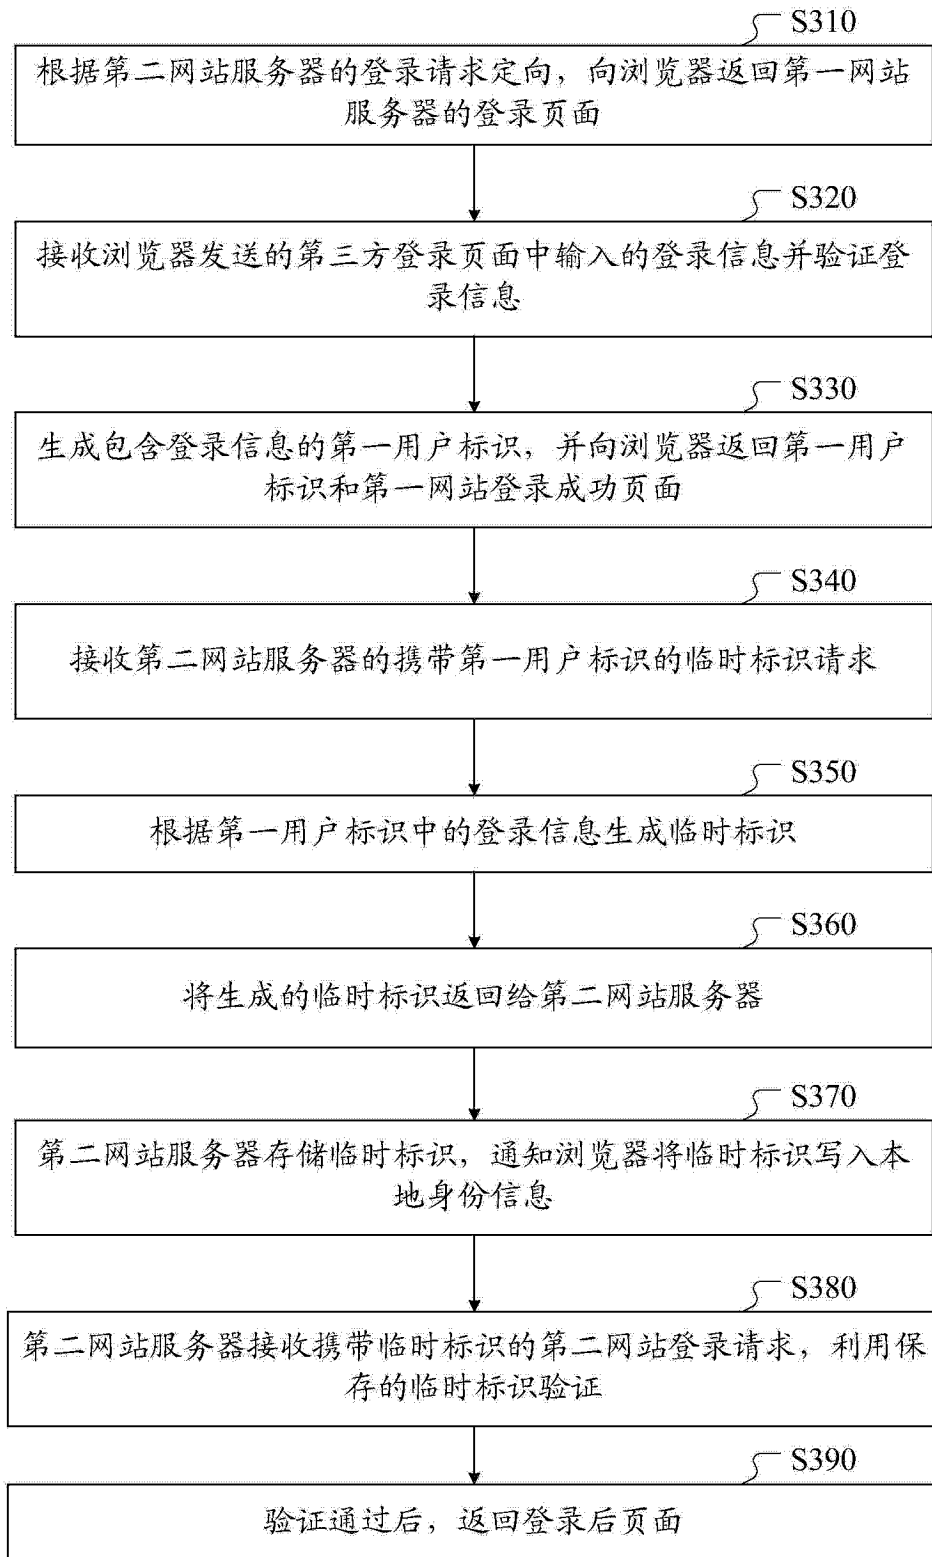 S310
根据第二网站服务器的登录请求定向，向浏览器返回第一网站
服务器的登录页面
S320
接收浏览器发送的第三方登录页面中输入的登录信息并验证登
录信息
S330
生成包含登录信息的第一用户标识，并向浏览器返回第一用户
标识和第一网站登录成功页面
S340
接收第二网站服务器的携带第一用户标识的临时标识请求
S350
根据第一用户标识中的登录信息生成临时标识
S360
将生成的临时标识返回给第二网站服务器
S370
第二网站服务器存储临时标识，通知浏览器将临时标识写入本
地身份信息
S380
第二网站服务器接收携带临时标识的第二网站登录请求，利用保
存的临时标识验证
S390
验证通过后，返回登录后页面